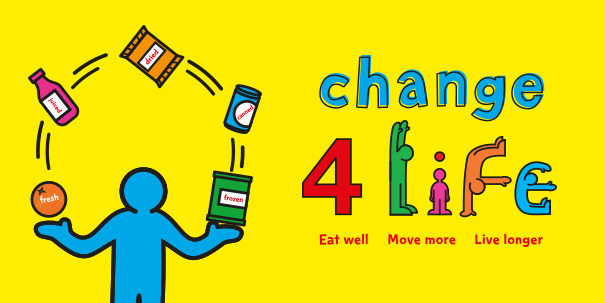 dried
juiced
canned
fresh
frozen
change
4 life
Eat well Move more Live longer